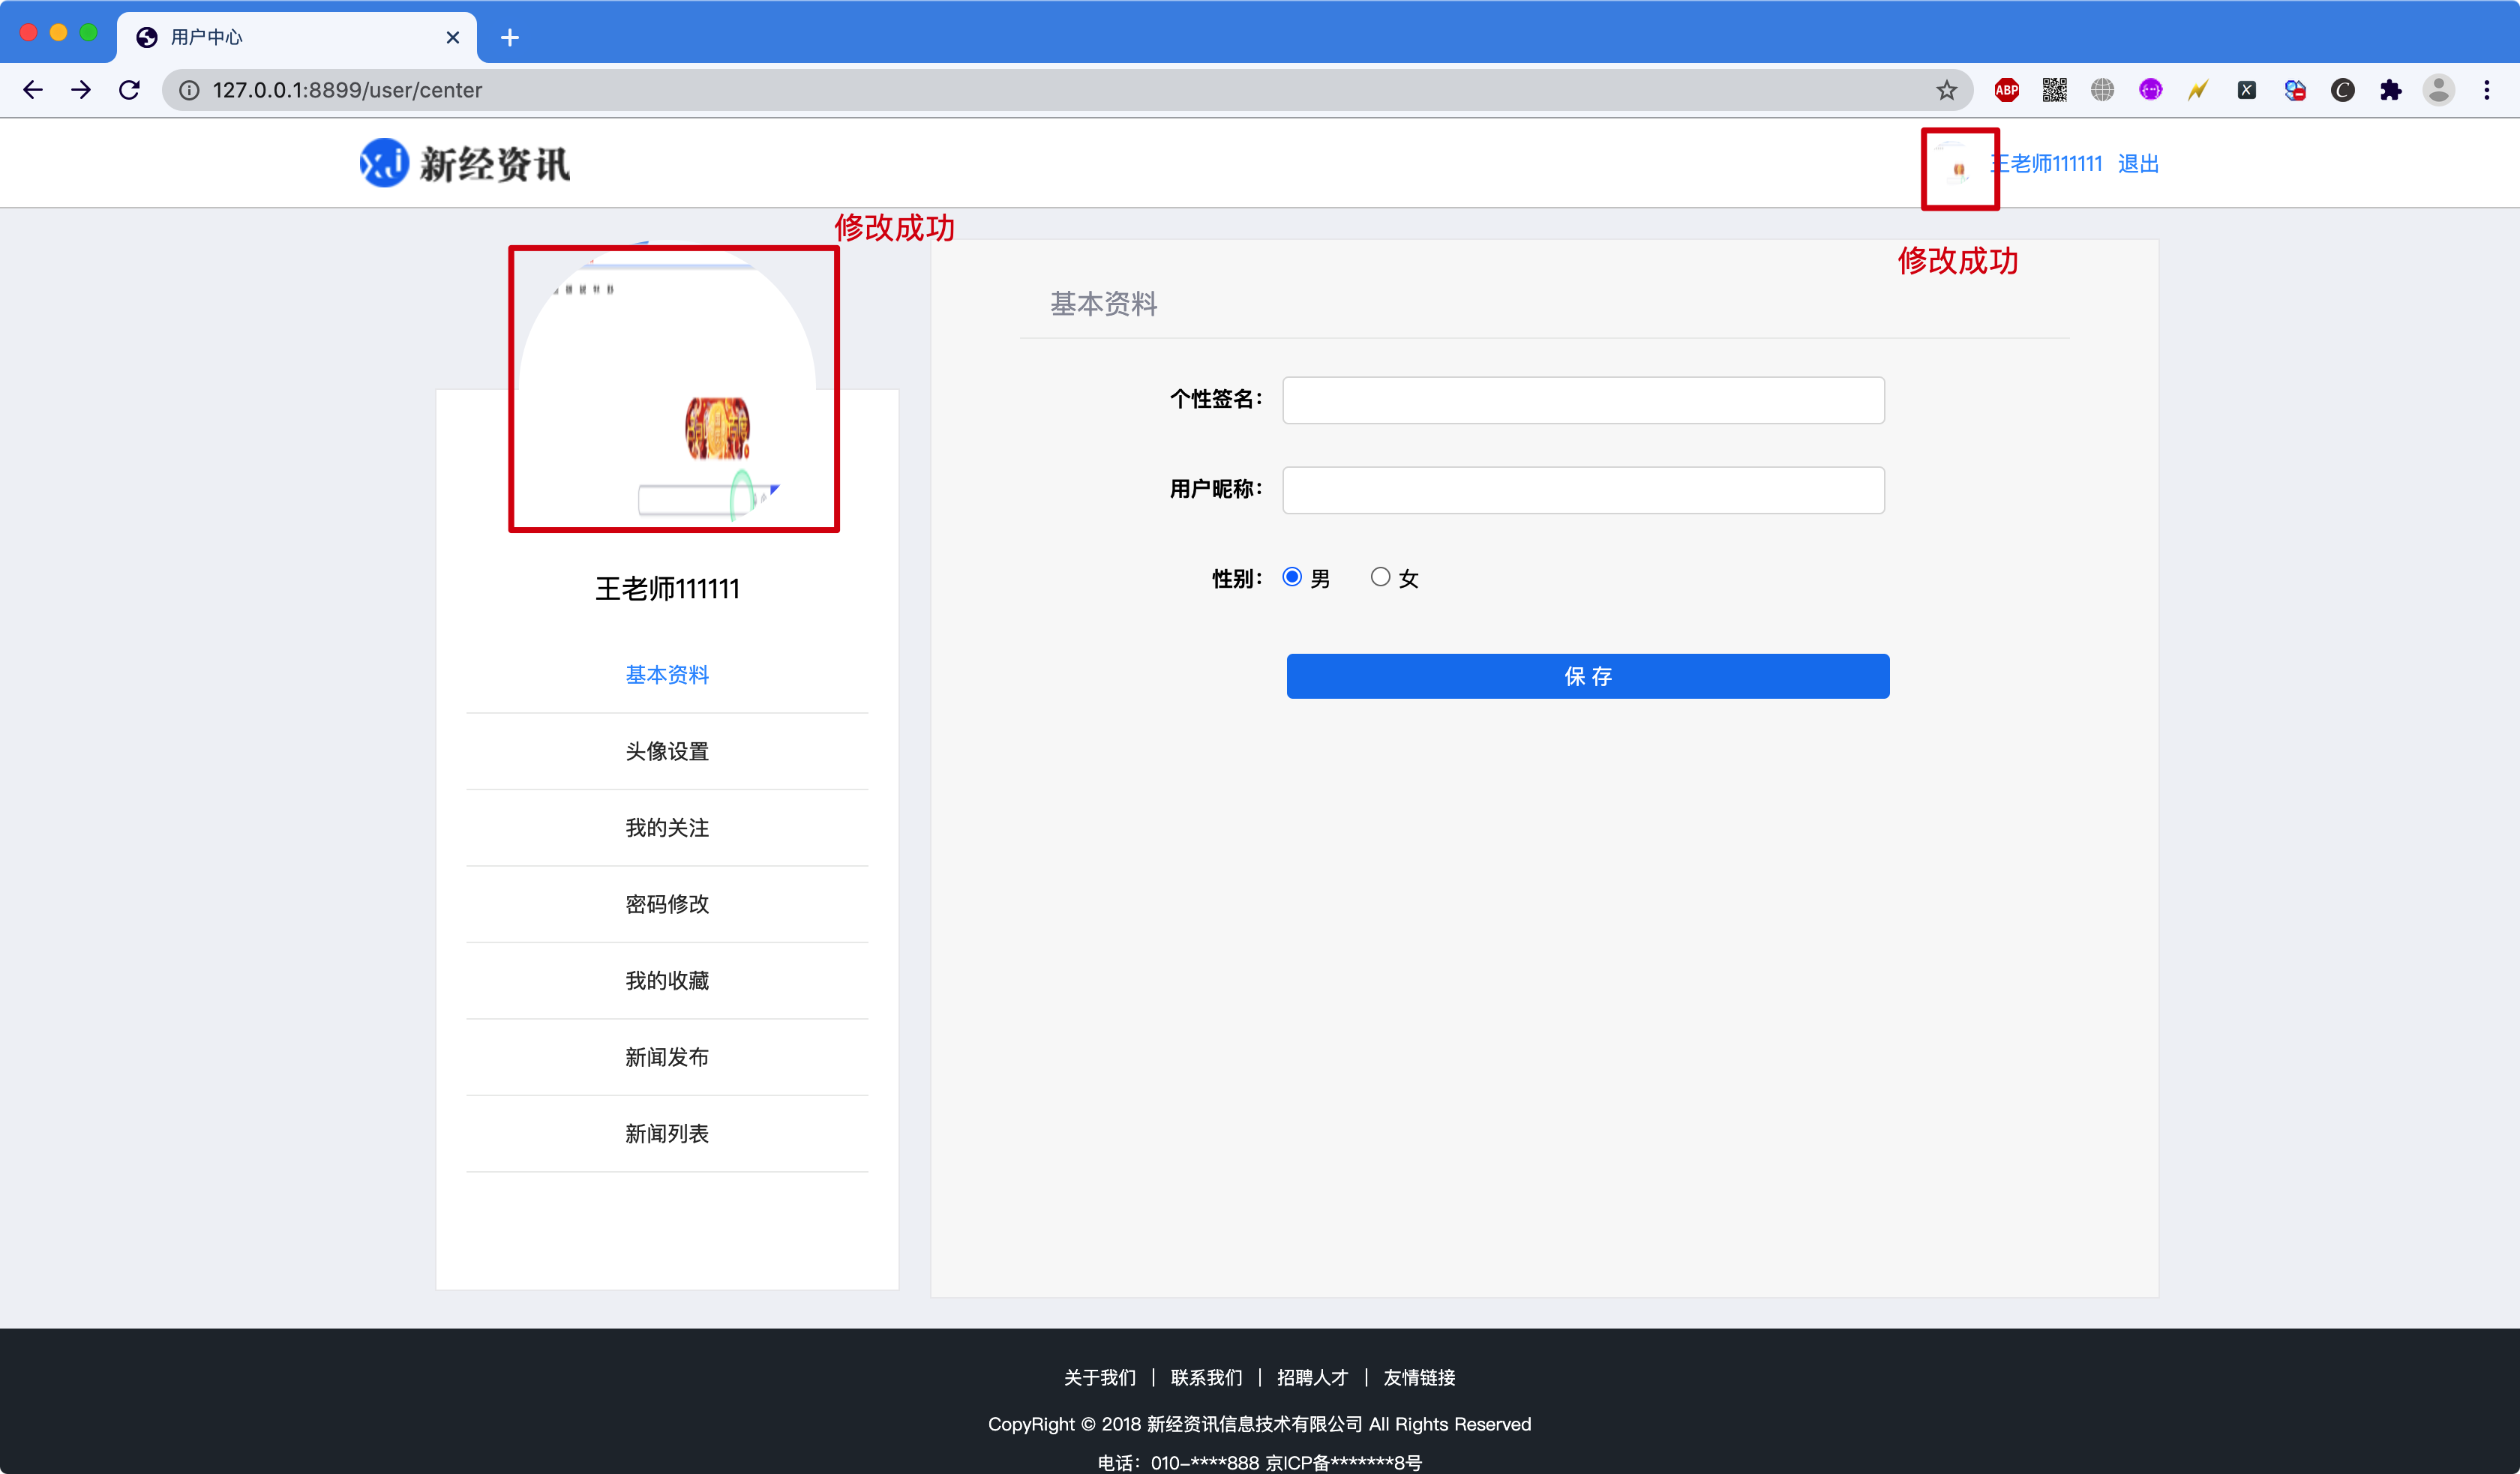 用户中心
127.0.0.1:8899/user/center
ABP
xj 新经资讯
王老师111111 退出
修改成功
修改成功
基本资料
个性签名：
用户昵称：
性别： 男 女
保 存
王老师111111
基本资料
头像设置
我的关注
密码修改
我的收藏
新闻发布
新闻列表
关于我们 | 联系我们 | 招聘人才 | 友情链接
CopyRight © 2018 新经资讯信息技术有限公司 All Rights Reserved
电话：010-****888 京ICP备*******8号